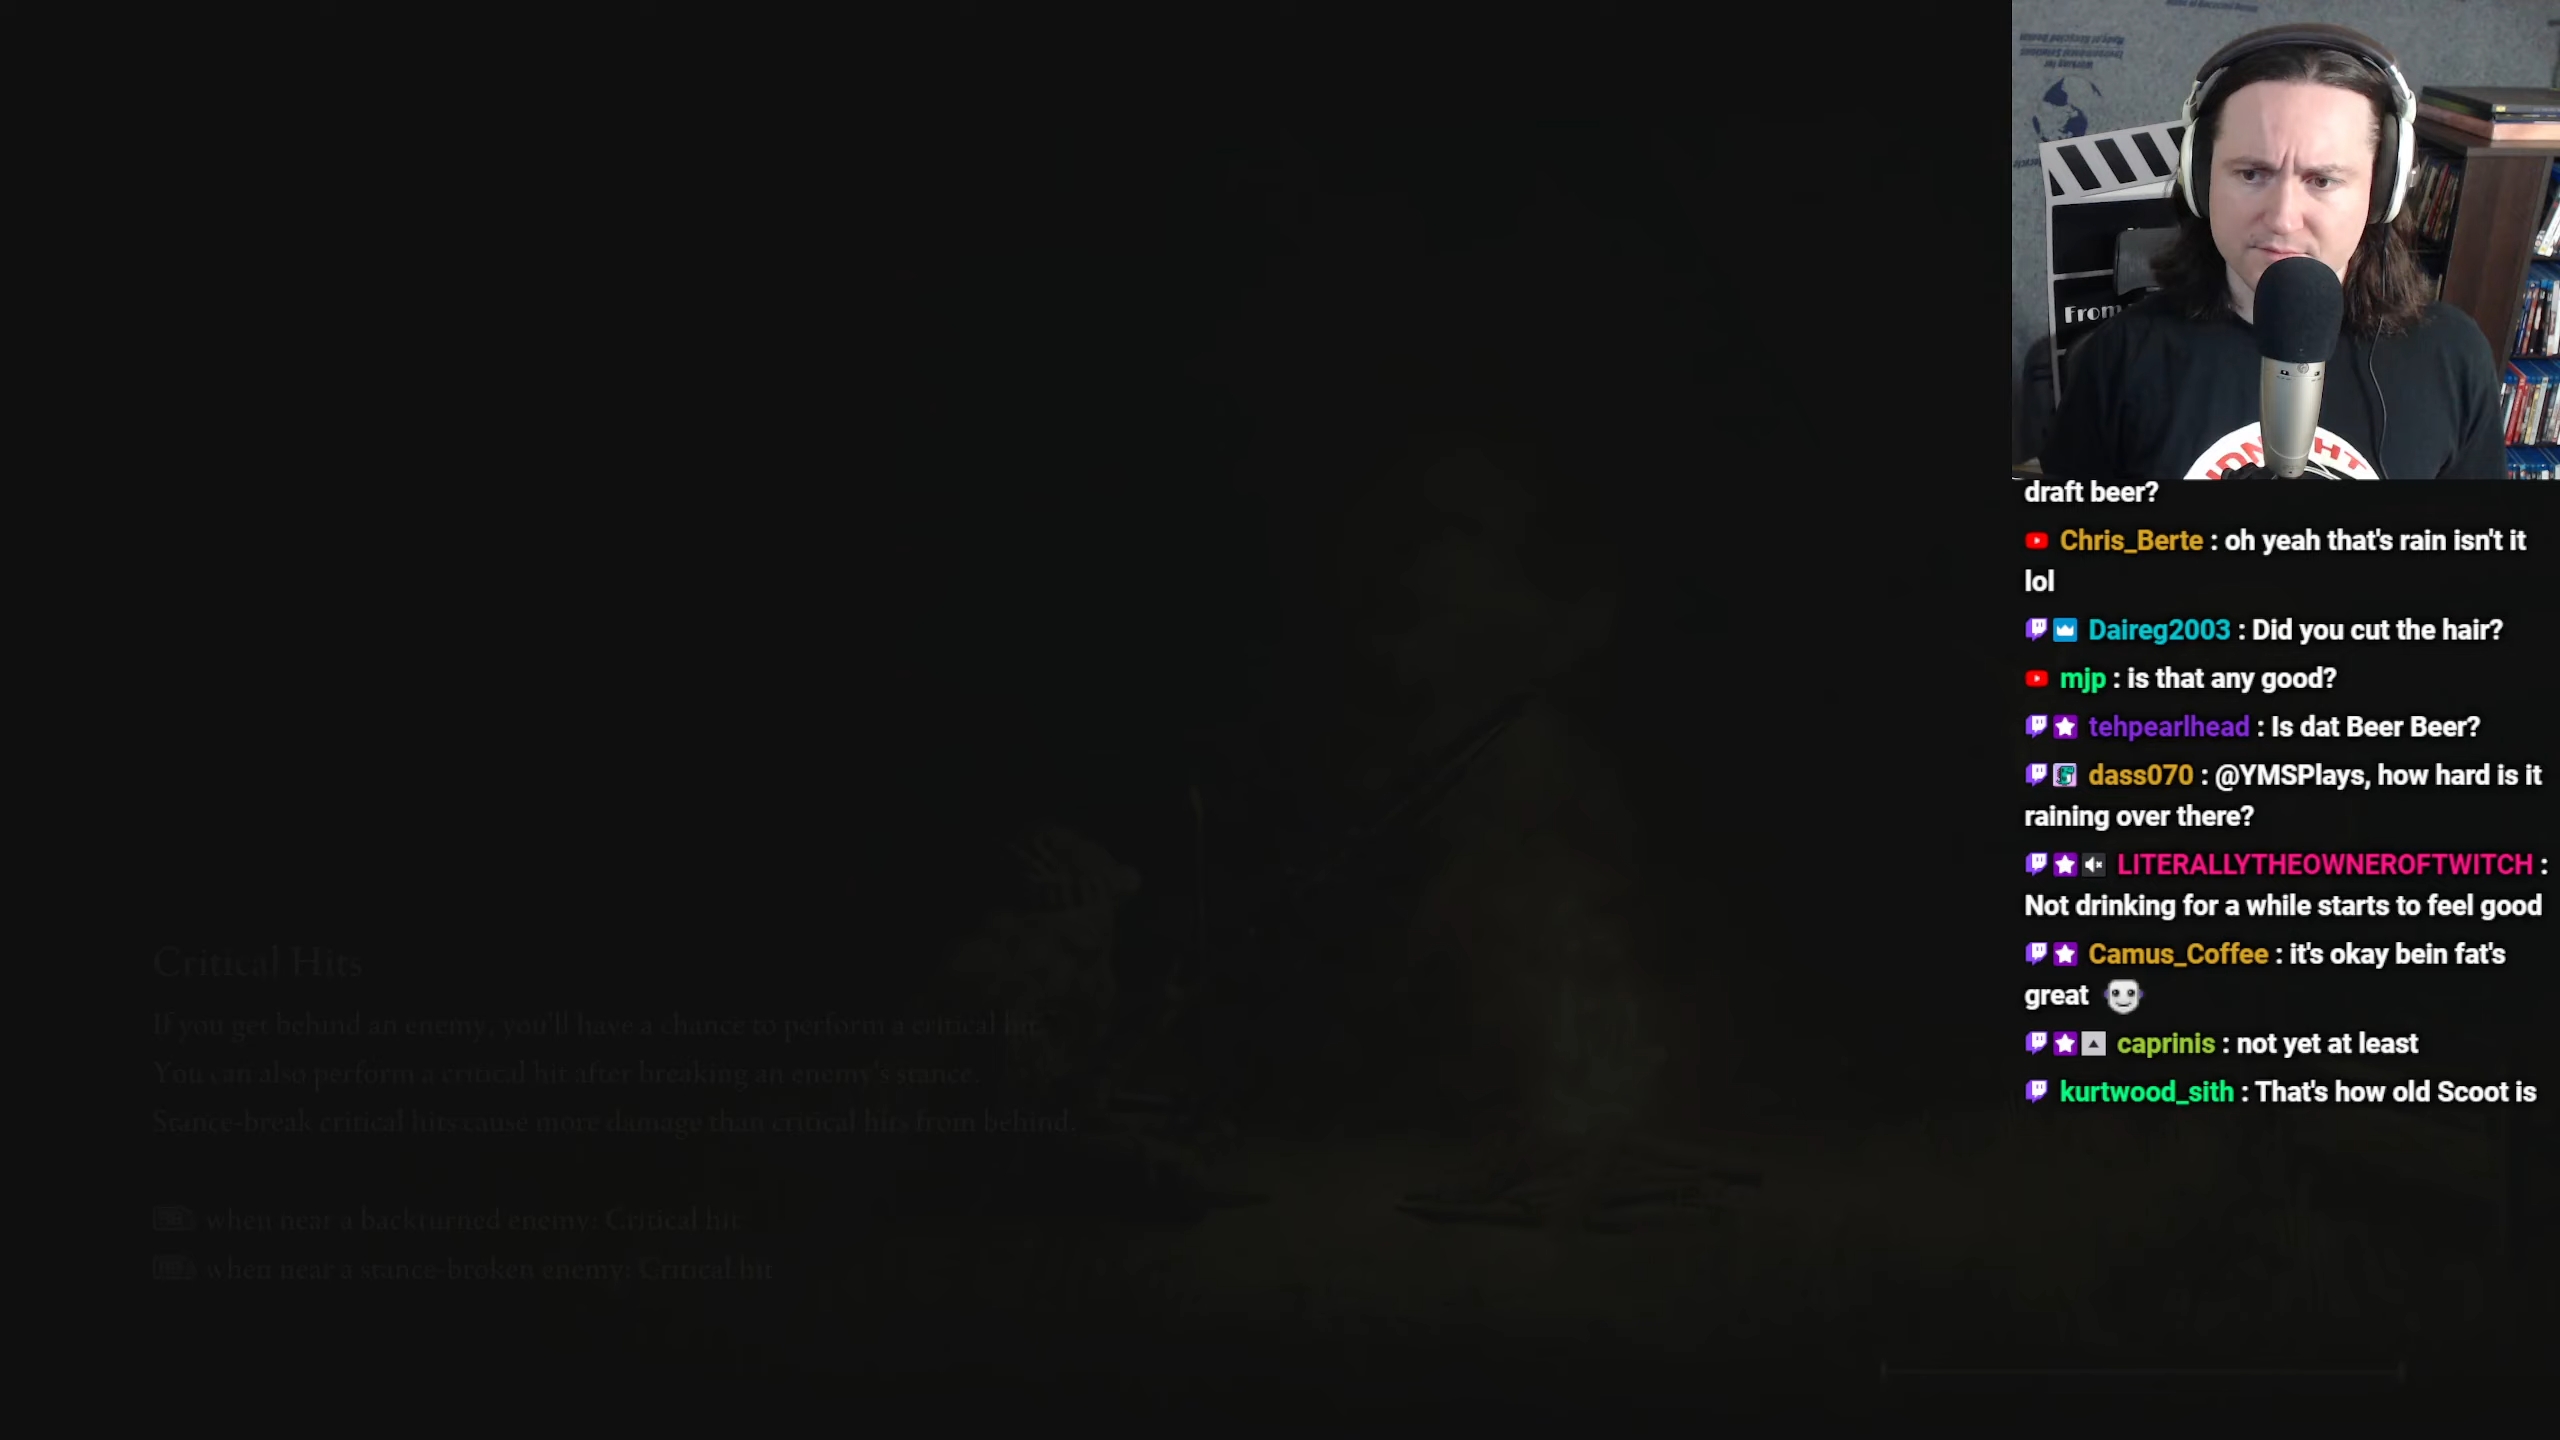 From
draft beer?
Chris_Berte : oh yeah that's rain isn't it
lol
Daireg2003 : Did you cut the hair?
mjp : is that any good?
tehpearlhead : Is dat Beer Beer?
dass070 : @YMSPlays, how hard is it
raining over there?
LITERALLYTHEOWNEROFTWITCH :
Not drinking for a while starts to feel good
Camus_Coffee : it's okay bein fat's
great
caprinis : not yet at least
kurtwood_sith : That's how old Scoot is
Critical Hits
If you get behind an enemy, you'll have a chance to perform a critical hit.
You can also perform a critical hit after breaking an enemy's stance.
Stance-break critical hits cause more damage than critical hits from behind.
when near a backturned enemy: Critical hit
when near a stance-broken enemy: Critical hit